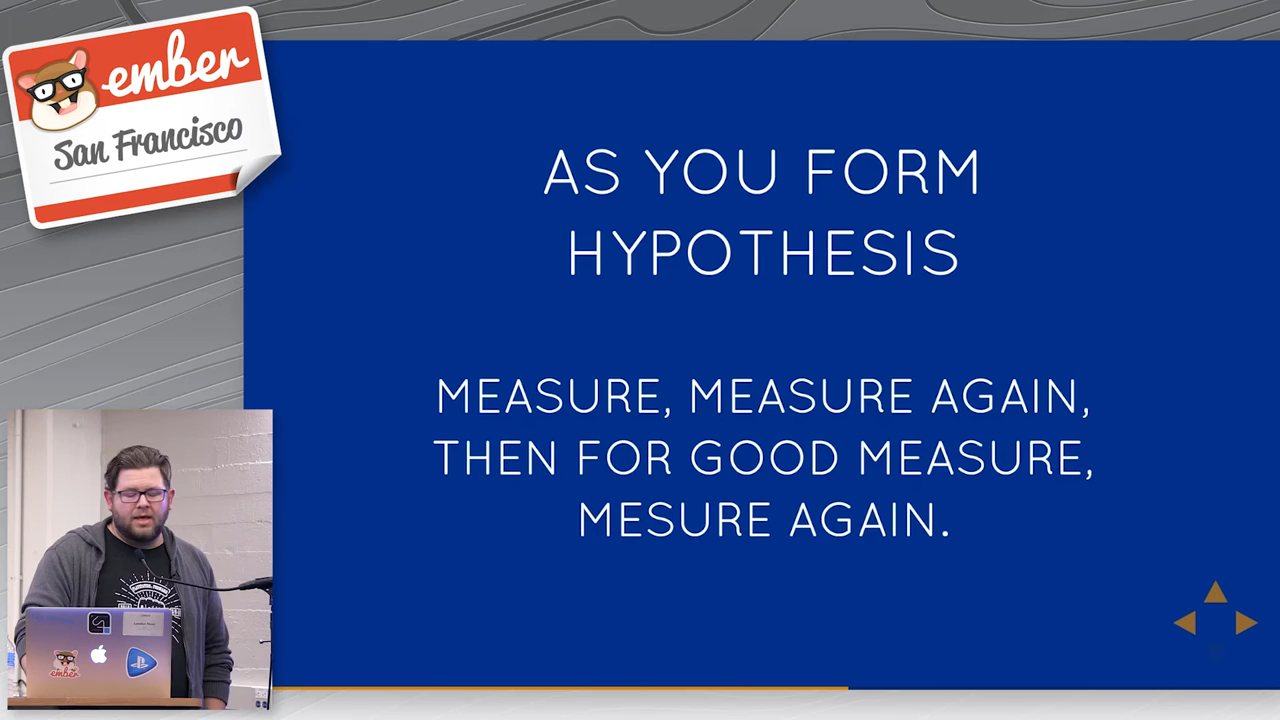 ember
San Francisco
AS YOU FORM
HYPOTHESIS
MEASURE, MEASURE AGAIN,
THEN FOR GOOD MEASURE,
MESURE AGAIN.
ember